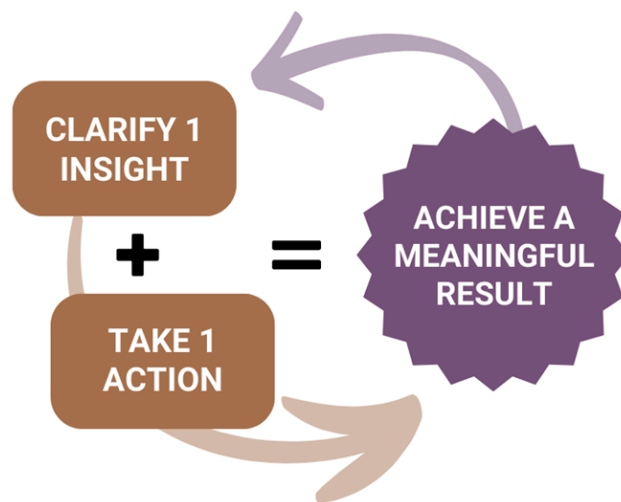 CLARIFY 1
INSIGHT
+
=
TAKE 1
ACTION
ACHIEVE A
MEANINGFUL
RESULT